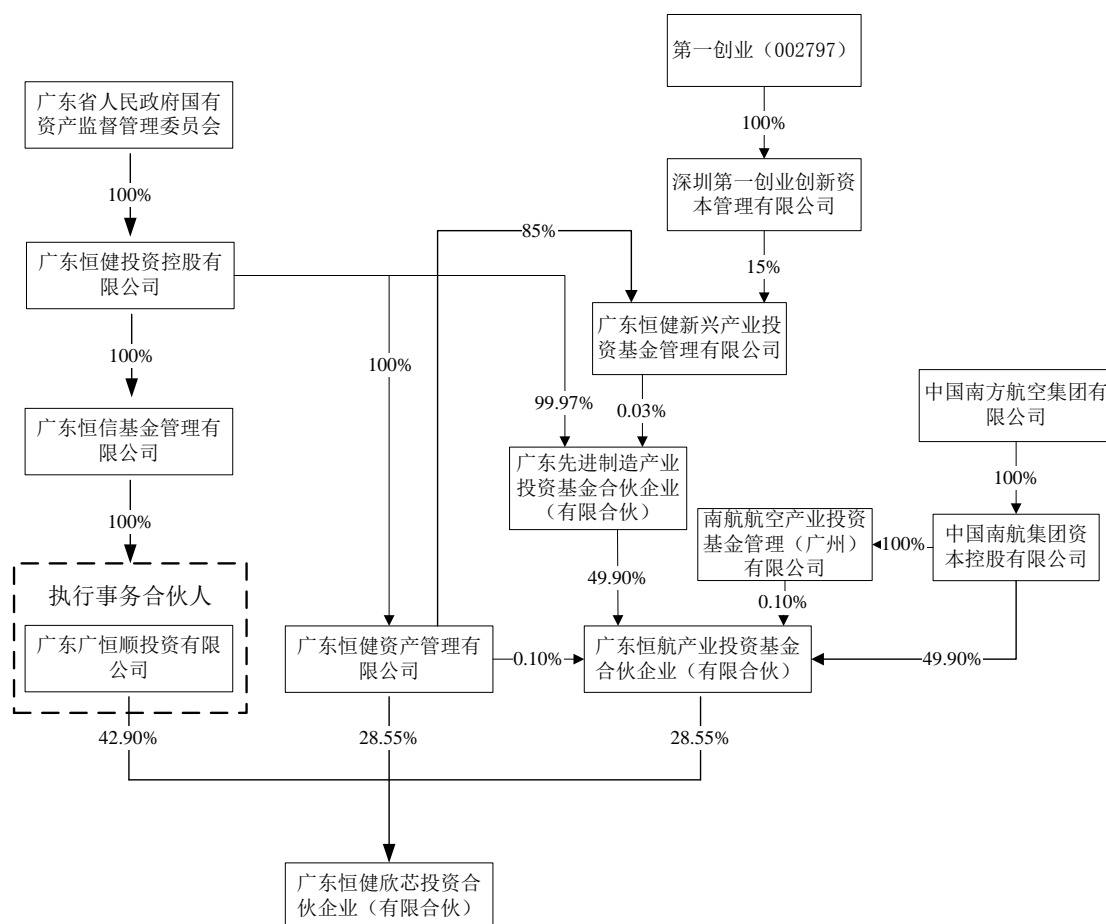 第一创业（002797）
广东省人民政府国有
资产监督管理委员会
100%
100%
深圳第一创业创新资
本管理有限公司
85%
15%
广东恒健投资控股有
限公司
广东恒健新兴产业投
资基金管理有限公司
100%
100%
99.97%
0.03%
中国南方航空集团有
限公司
广东恒信基金管理有
限公司
广东先进制造产业
投资基金合伙企业
（有限合伙）
100%
100%
南航航空产业投资
基金管理（广州）
有限公司
100%
中国南航集团资
本控股有限公司
执行事务合伙人
49.90%
0.10%
广东广恒顺投资有限
公司
广东恒健资产管理有
限公司
0.10%
广东恒航产业投资基金
合伙企业（有限合伙）
49.90%
42.90%
28.55%
28.55%
广东恒健欣芯投资合
伙企业（有限合伙）